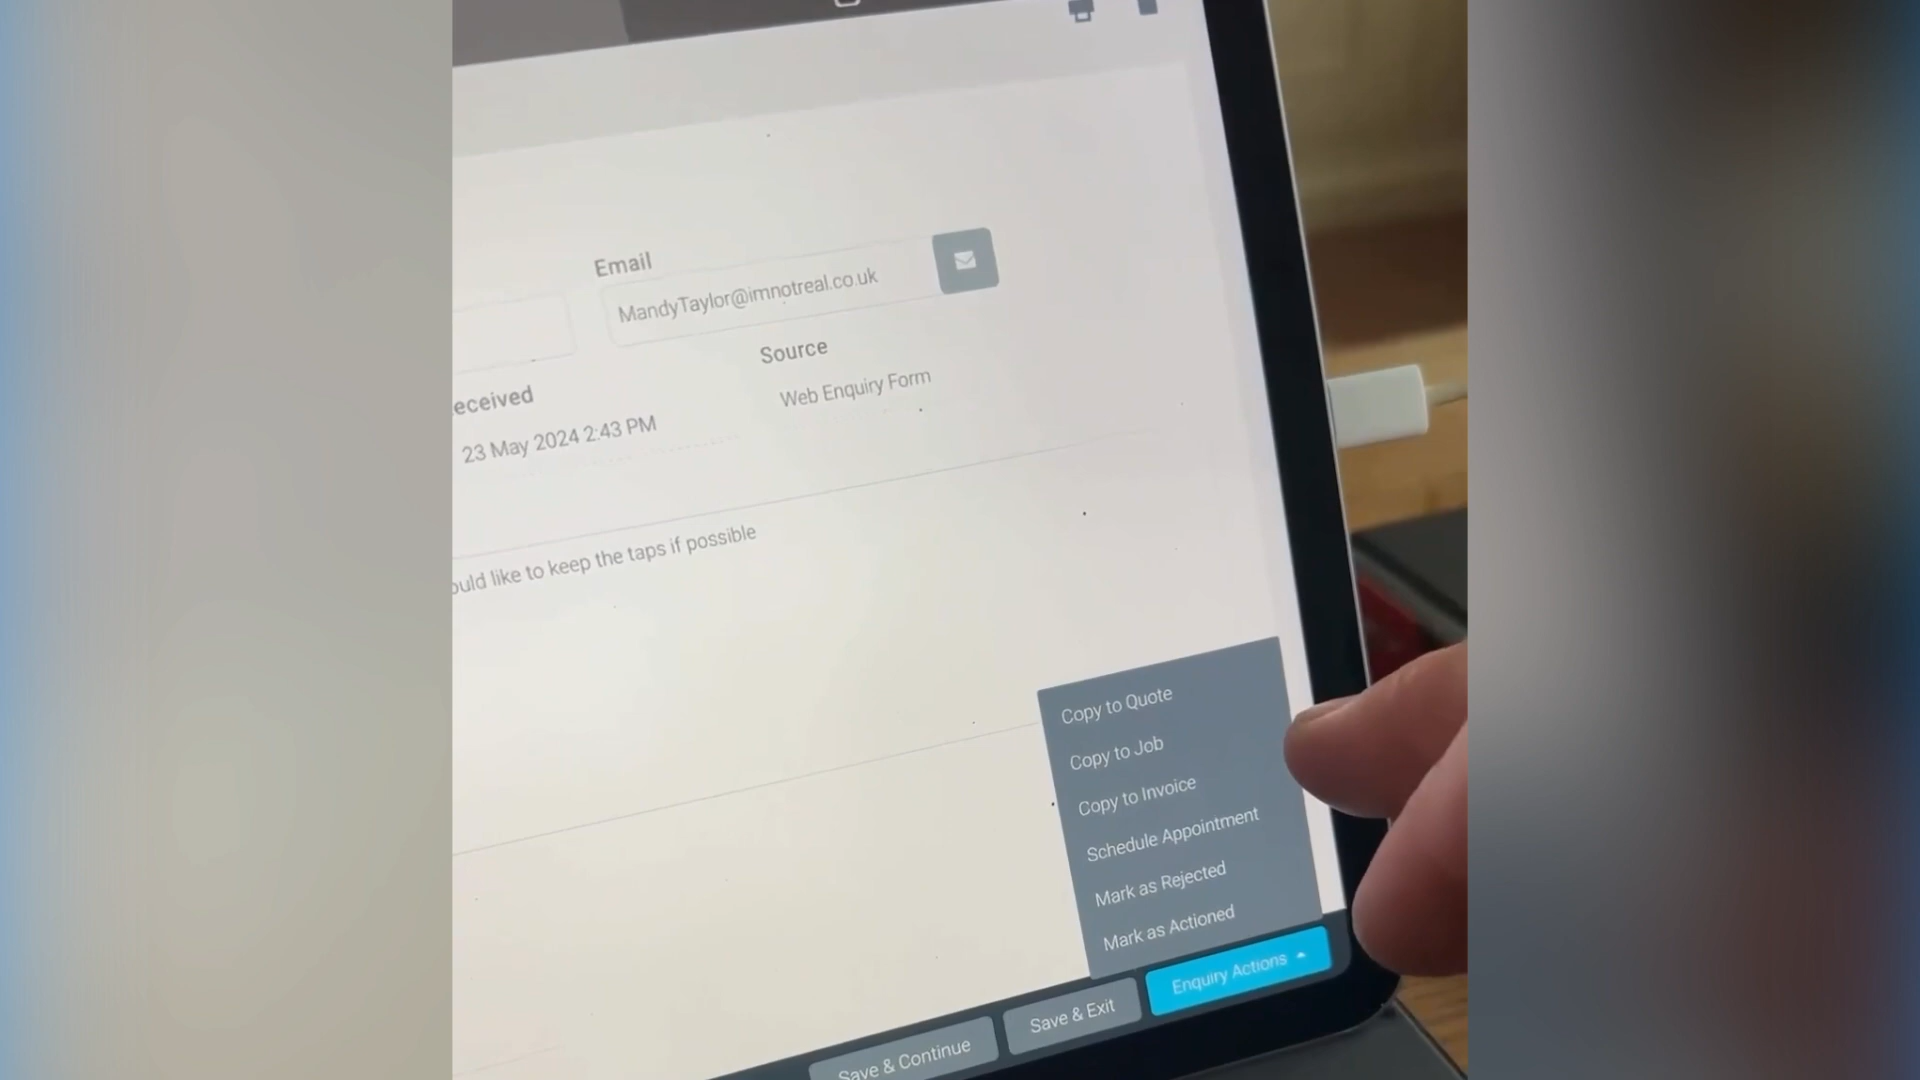 Email
MandyTaylor@imnotreal.co.uk
Source
Web Enquiry Form
eceived
23 May 2024 2:43 PM
ould like to keep the taps if possible
Copy to Quote
Copy to Job
Copy to Invoice
Schedule Appointment
Mark as Rejected
Mark as Actioned
Enquiry Actions
Save & Exit
Save & Continue